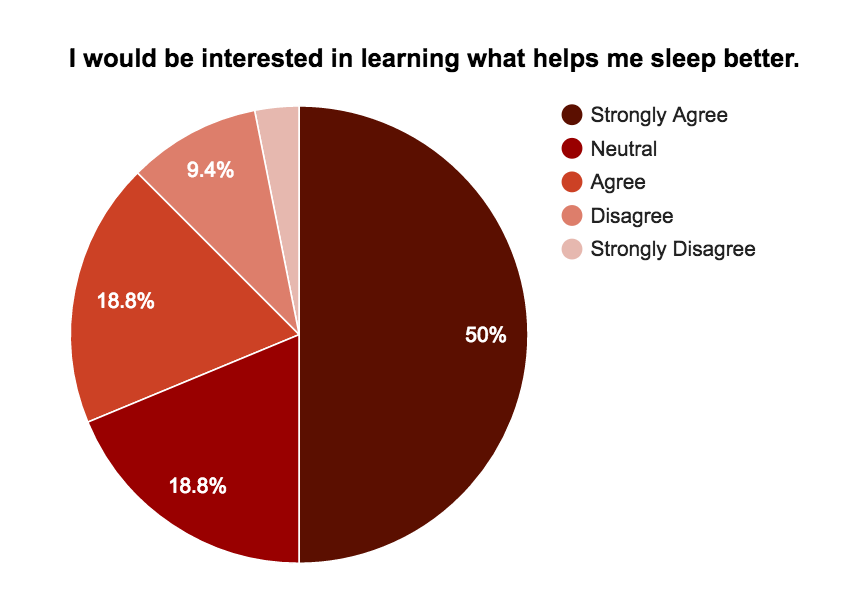 I would be interested in learning what helps me sleep better.
Strongly Agree
Neutral
Agree
Disagree
Strongly Disagree
9.4%
18.8%
50%
18.8%